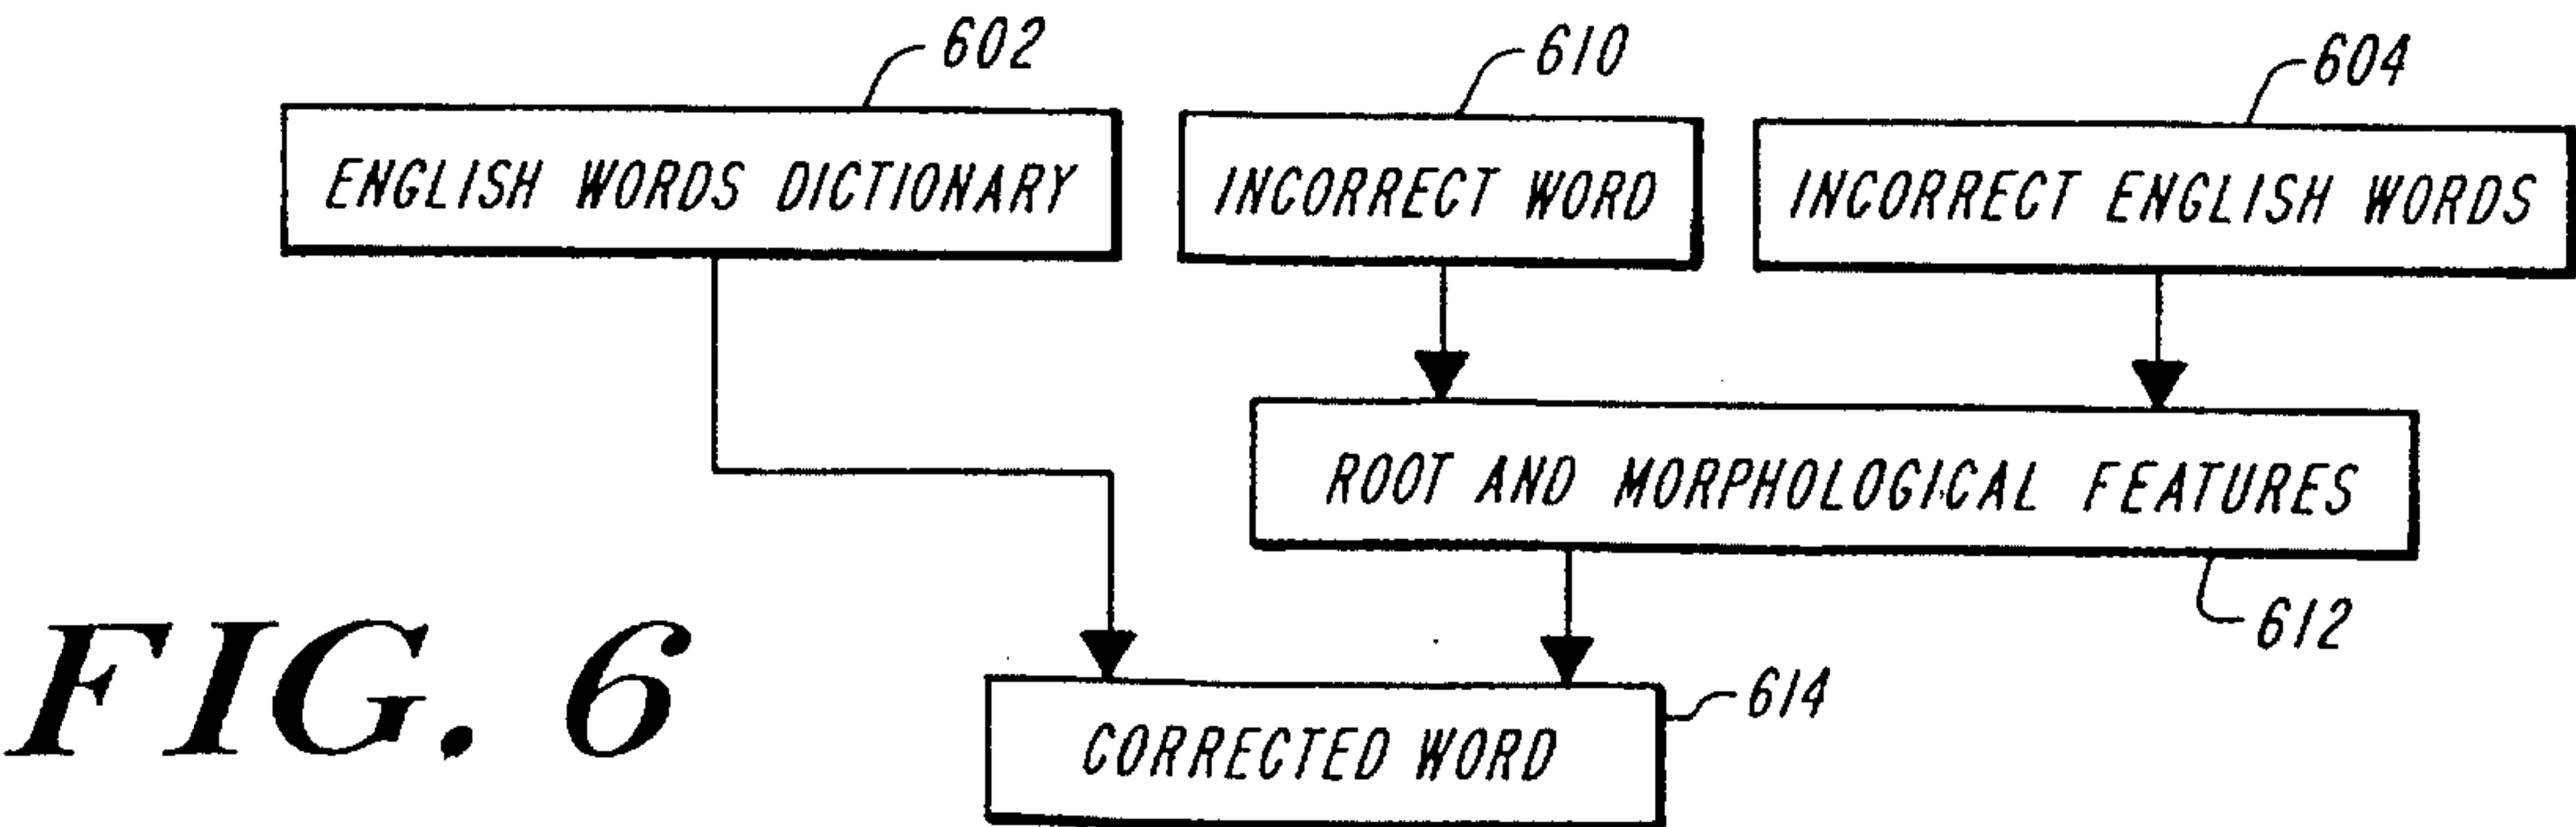 602
610
604
ENGLISH WORDS DICTIONARY
INCORRECT WORD
INCORRECT ENGLISH WORDS
ROOT AND MORPHOLOGICAL FEATURES
612
614
CORRECTED WORD
FIG. 6